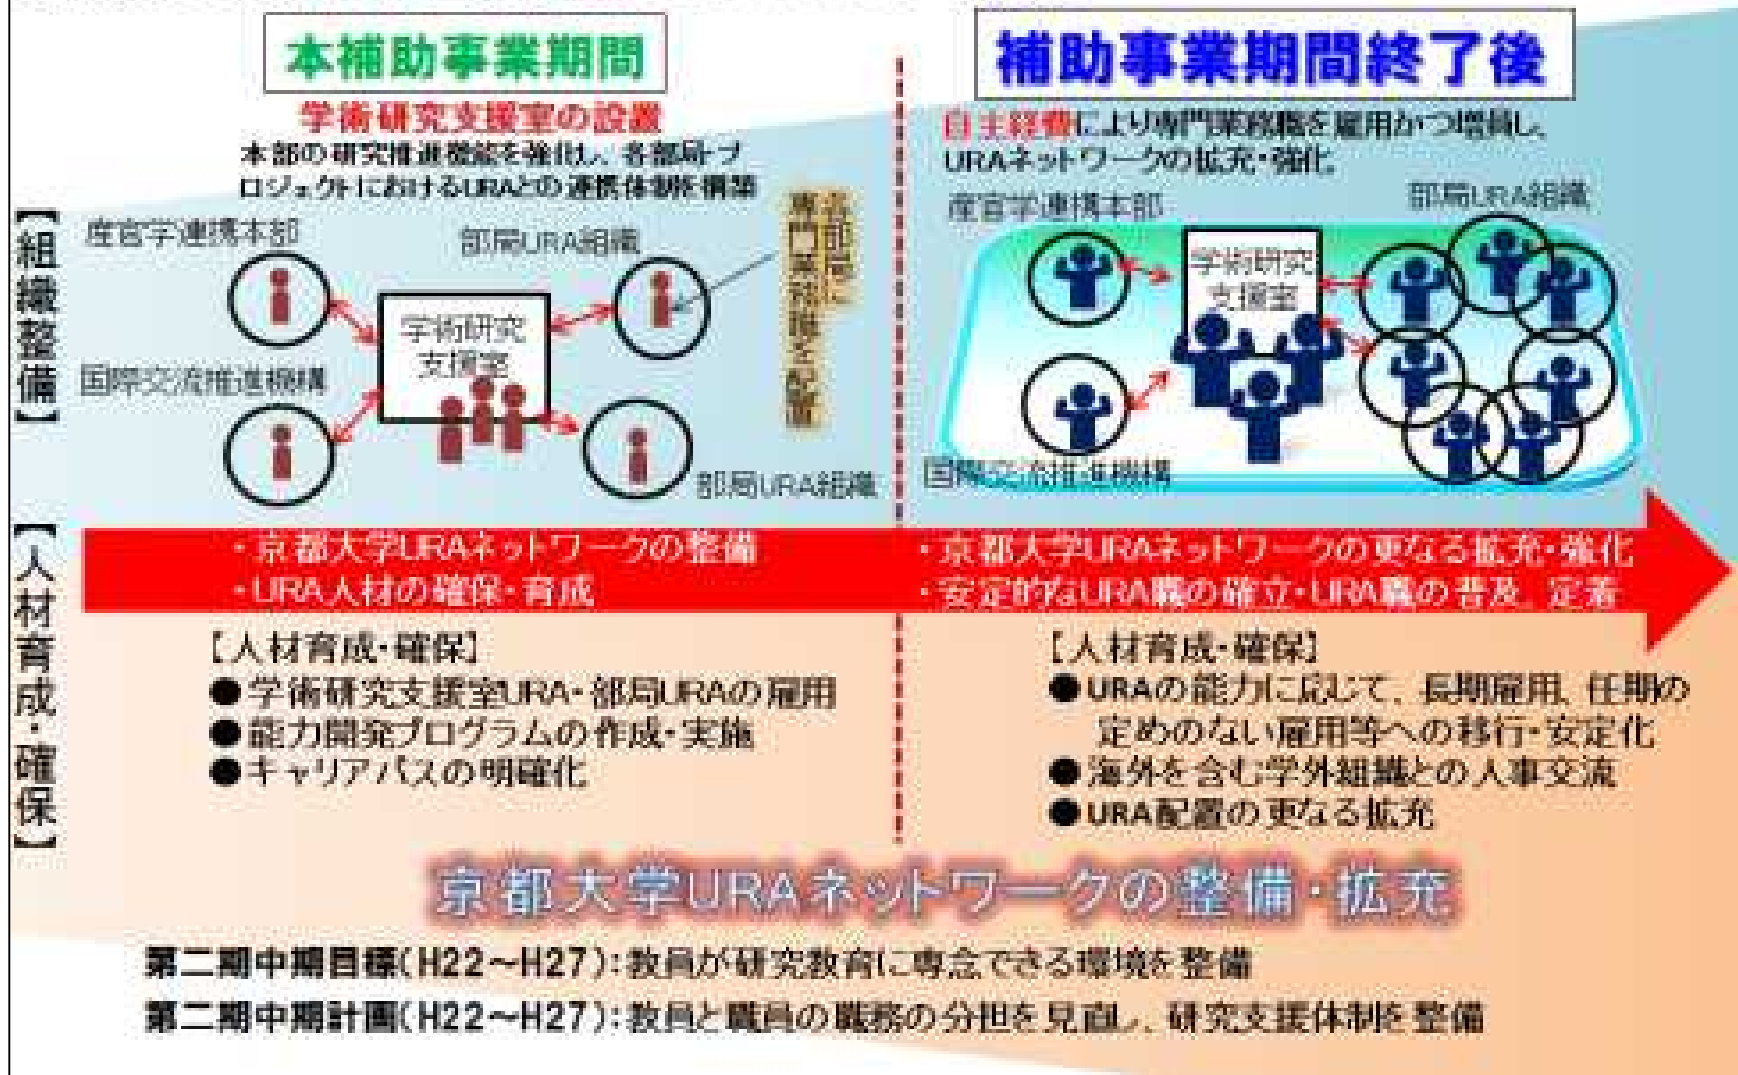 本補助事業期間
学術研究支援室の設置
本部の研究推進機能を強化し、各部局・プ
ロジェクトにおけるURAとの連携体制を構築
【組織整備】
産官学連携本部
部局URA組織
各部局に
専門業務職を配置
学術研究
支援室
国際交流推進機構
部局URA組織
補助事業期間終了後
自主経費により専門業務職を雇用かつ増員し、
URAネットワークの拡充・強化
産官学連携本部
部局URA組織
学術研究
支援室
国際交流推進機構
【人材育成・確保】
・京都大学URAネットワークの整備
・URA人材の確保・育成
・京都大学URAネットワークの更なる拡充・強化
・安定的なURA職の確立・URA職の普及、定着
【人材育成・確保】
●学術研究支援室URA・部局URAの雇用
●能力開発プログラムの作成・実施
●キャリアパスの明確化
【人材育成・確保】
●URAの能力に応じて、長期雇用、任期の
定めのない雇用等への移行・安定化
●海外を含む学外組織との人事交流
●URA配置の更なる拡充
京都大学URAネットワークの整備・拡充
第二期中期目標(H22～H27):教員が研究教育に専念できる環境を整備
第二期中期計画(H22～H27):教員と職員の職務の分担を見直し、研究支援体制を整備